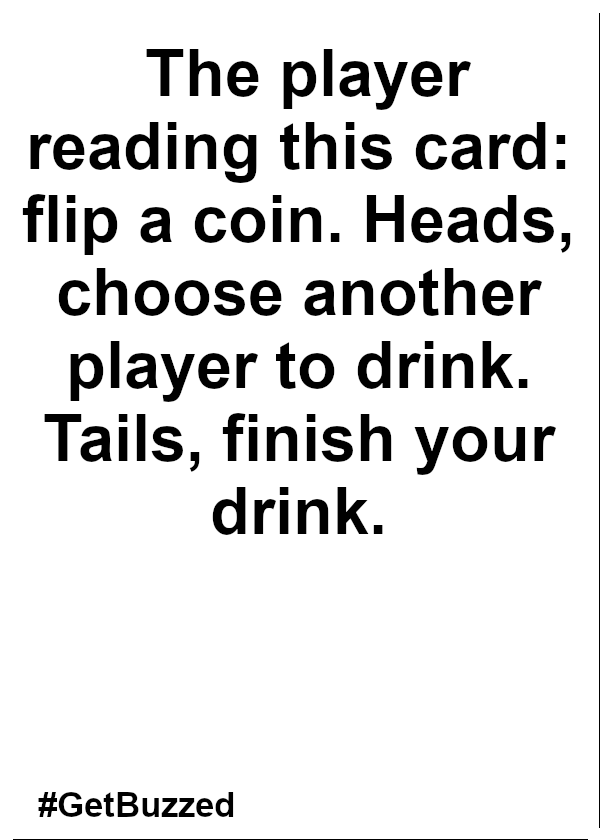 The player
reading this card:
flip a coin. Heads,
choose another
player to drink.
Tails, finish your
drink.
#GetBuzzed